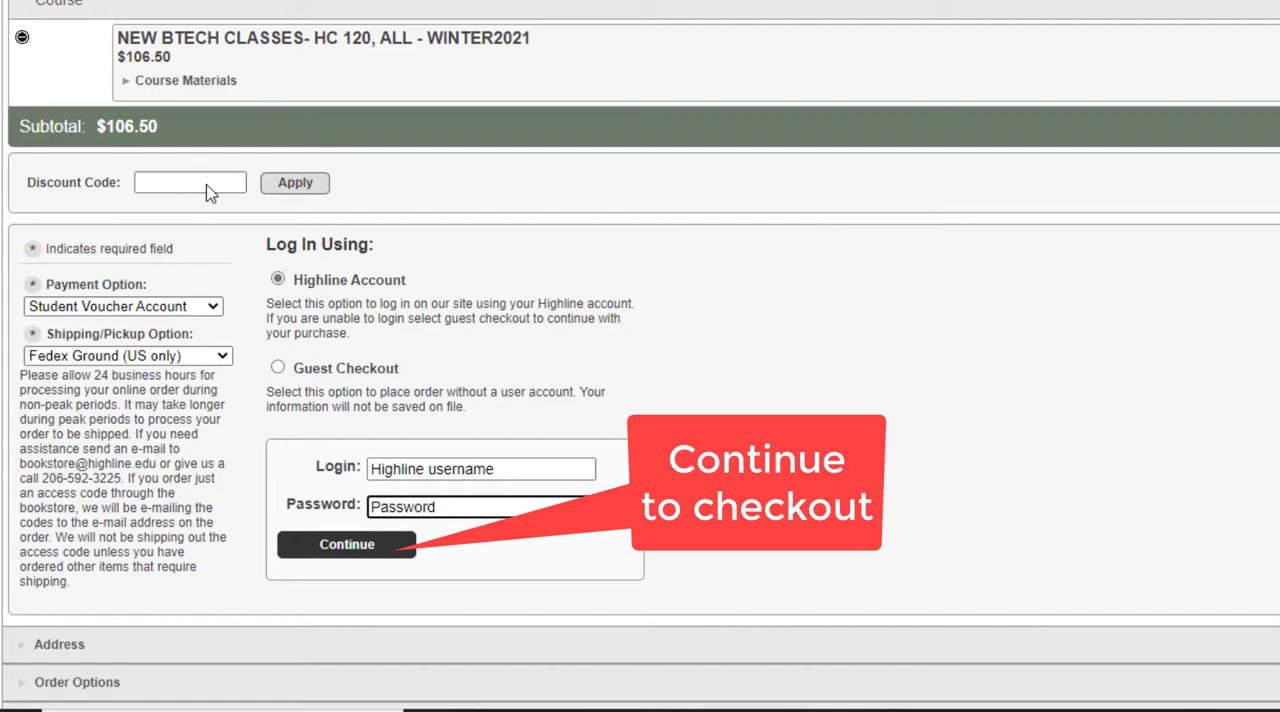 Course
NEW BTECH CLASSES- HC 120, ALL - WINTER2021
$106.50
Course Materials
Subtotal: $106.50
Discount Code:
Apply
* Indicates required field
* Payment Option:
Student Voucher Account
* Shipping/Pickup Option:
Fedex Ground (US only)
Please allow 24 business hours for
processing your online order during
non-peak periods. It may take longer
during peak periods to process your
order to be shipped. If you need
assistance send an e-mail to
bookstore@highline.edu or give us a
call 206-592-3225. If you order just
an access code through the
bookstore, we will be e-mailing the
codes to the e-mail address on the
order. We will not be shipping out the
access code unless you have
ordered other items that require
shipping.
Log In Using:
Highline Account
Select this option to log in on our site using your Highline account.
If you are unable to login select guest checkout to continue with
your purchase.
Guest Checkout
Select this option to place order without a user account. Your
information will not be saved on file.
Login: Highline username
Password: Password
Continue
Continue
to checkout
Address
Order Options